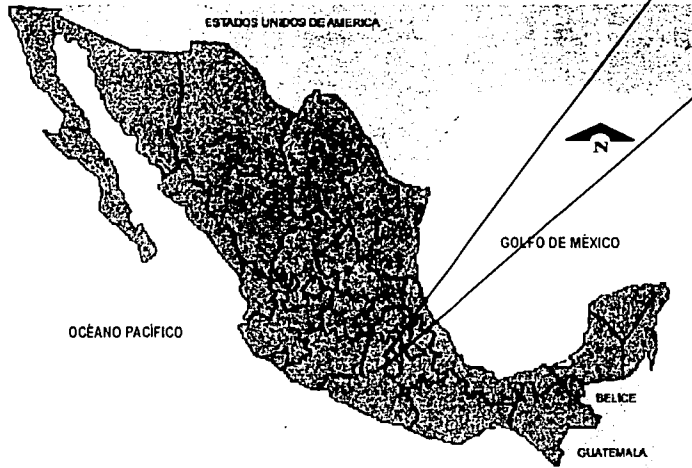 ESTADOS UNIDOS DE AMERICA
N
GOLFO DE MÉXICO
OCÉANO PACÍFICO
BELICE
GUATEMALA